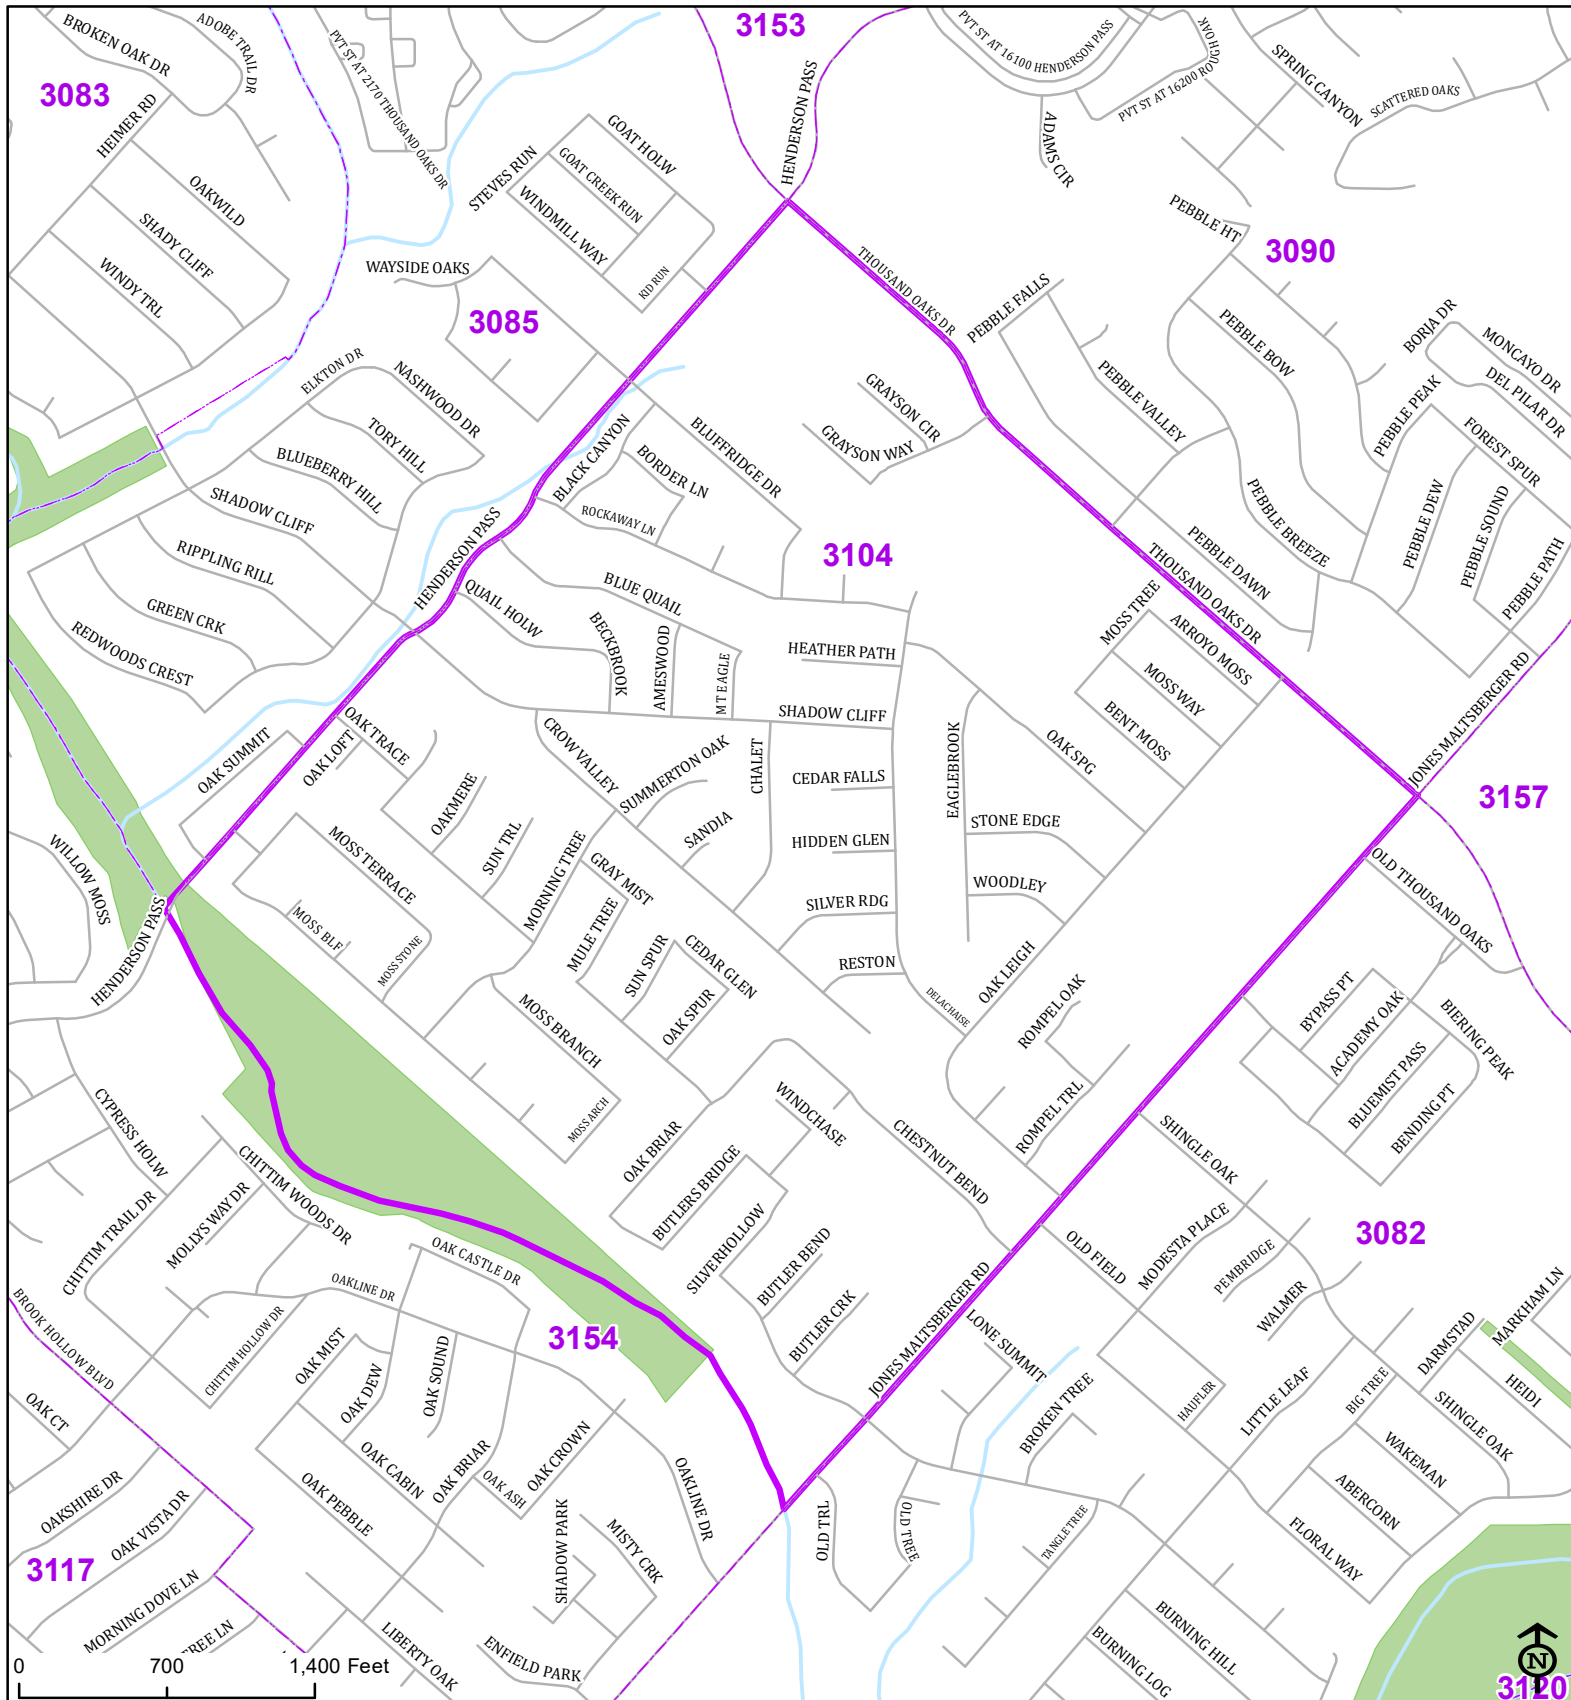 3153
BROKEN OAK DR
ADOBE TRAIL DR
PVT ST AT 2170 THOUSAND OAKS DR
PVT ST AT 16100 HENDERSON PASS
ROUGH OAK
PVT ST AT 16200 ROUGH OAK
SPRING CANYON
SCATTERED OAKS
3083
HEIMER RD
HENDERSON PASS
ADAMS CIR
GOAT HOLW
STEVES RUN
GOAT CREEK RUN
WINDMILL WAY
KID RUN
OAKWILD
SHADY CLIFF
WINDY TRL
WAYSIDE OAKS
3085
PEBBLE HT
3090
THOUSAND OAKS DR
PEBBLE FALLS
PEBBLE BOW
BORJA DR
MONCAYO DR
DEL PILAR DR
ELKTON DR
NASHWOOD DR
TORY HILL
BLUEBERRY HILL
SHADOW CLIFF
RIPPLING RILL
GREEN CRK
REDWOODS CREST
GRAYSON CIR
GRAYSON WAY
PEBBLE VALLEY
PEBBLE PEAK
FOREST SPUR
BLACK CANYON
BORDER LN
BLUFFRIDGE DR
ROCKAWAY LN
HENDERSON PASS
3104
PEBBLE BREEZE
PEBBLE DEW
PEBBLE SOUND
PEBBLE PATH
PEBBLE DAWN
THOUSAND OAKS DR
QUAIL HOLW
BLUE QUAIL
BECKBROOK
AMESWOOD
MT EAGLE
HEATHER PATH
SHADOW CLIFF
MOSS TREE
ARROYO MOSS
MOSS WAY
BENT MOSS
JONES MALTSBERGER RD
3157
OAK SUMMIT
OAK LOFT
OAK TRACE
OAKMERE
SUN TRL
CROW VALLEY
SUMMERTON OAK
SANDIA
CHALET
CEDAR FALLS
HIDDEN GLEN
SILVER RDG
RESTON
EAGLEBROOK
OAK SPG
STONE EDGE
WOODLEY
OAK LEIGH
DELACHAISE
WILLOW MOSS
HENDERSON PASS
MOSS TERRACE
MOSS BLF
MOSS STONE
MORNING TREE
GRAY MIST
MULE TREE
SUN SPUR
CEDAR GLEN
OAK SPUR
MOSS BRANCH
MOSS ARCH
OLD THOUSAND OAKS
BYPASS PT
ACADEMY OAK
BIERING PEAK
BLUEMIST PASS
BENDING PT
ROMPEL OAK
ROMPEL TRL
CYPRESS HOLW
CHITTIM WOODS DR
CHITTIM TRAIL DR
MOLLYS WAY DR
OAK BRIAR
WINDCHASE
BUTLERS BRIDGE
CHESTNUT BEND
SILVERHOLLOW
BUTLER BEND
BUTLER CRK
SHINGLE OAK
3082
OLD FIELD
MODESTA PLACE
PEMBRIDGE
WALMER
JONES MALTSBERGER RD
LONE SUMMIT
MARKHAM LN
DARMSTAD
HEIDI
BROOK HOLLOW BLVD
OAKLINE DR
OAK CASTLE DR
3154
CHITTIM HOLLOW DR
OAK MIST
OAK DEW
OAK SOUND
OAK CT
OAK CABIN
OAK BRIAR
OAK ASH
OAK CROWN
OAKLINE DR
OAK PEBBLE
OAKSHIRE DR
OAK VISTA DR
3117
MORNING DOVE LN
REE LN
LIBERTY OAK
ENFIELD PARK
SHADOW PARK
MISTY CRK
OLD TRL
OLD TREE
BROKEN TREE
TANGLE TREE
HAUFLER
LITTLE LEAF
BIG TREE
SHINGLE OAK
WAKEMAN
ABERCORN
FLORAL WAY
BURNING HILL
BURNING LOG
N
3120
0 700 1,400 Feet